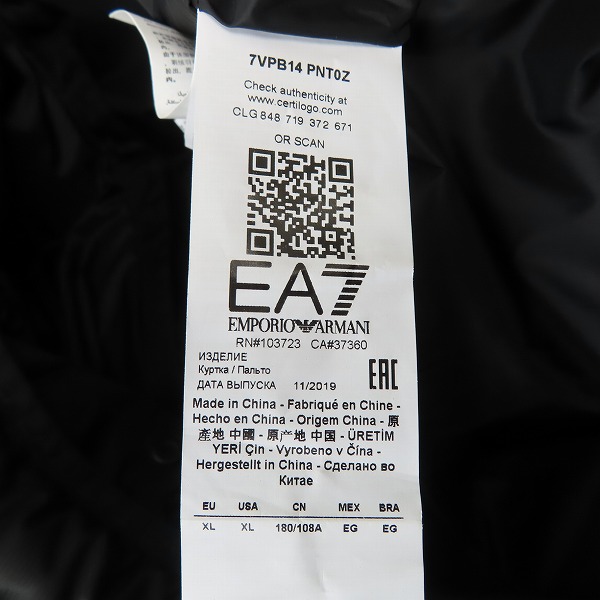 7VPB14 PNT0Z
Check authenticity at
www.certilogo.com
CLG 848 719 372 671
OR SCAN
EA7
EMPORIO ARMANI
RN#103723 CA#37360
ИЗДЕЛИЕ
Куртка / Пальто
ДАТА ВЫПУСКА 11/2019
EAC
Made in China - Fabriqué en Chine -
Hecho en China - Origem China - 原
產地 中國 - 原产地 中国 - ÜRETİM
YERİ Çin - Vyrobeno v Čína -
Hergestellt in China - Сделано во
Китае
EU USA CN MEX BRA
XL XL 180/108A EG EG